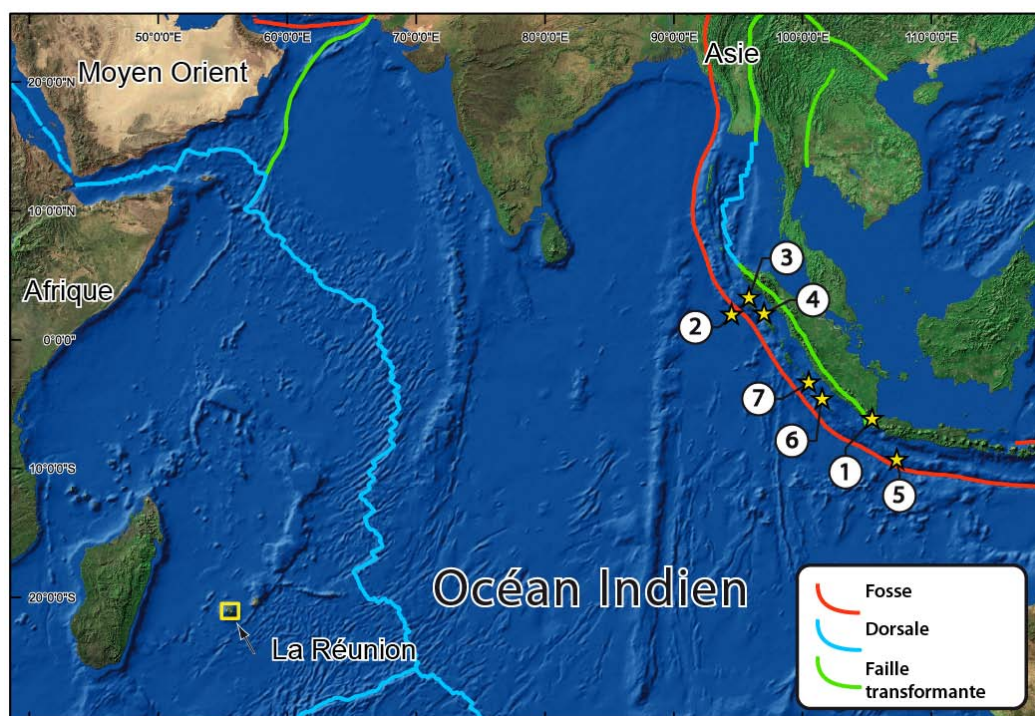 50°0'0"E
60°0'0"E
70°0'0"E
80°0'0"E
90°0'0"E
100°0'0"E
110°0'0"E
20°0'0"N
10°0'0"N
0°0'0"
10°0'0"S
20°0'0"S
Moyen Orient
Asie
Afrique
3
4
2
7
6
1
5
Océan Indien
La Réunion
Fosse
Dorsale
Faille
transformante